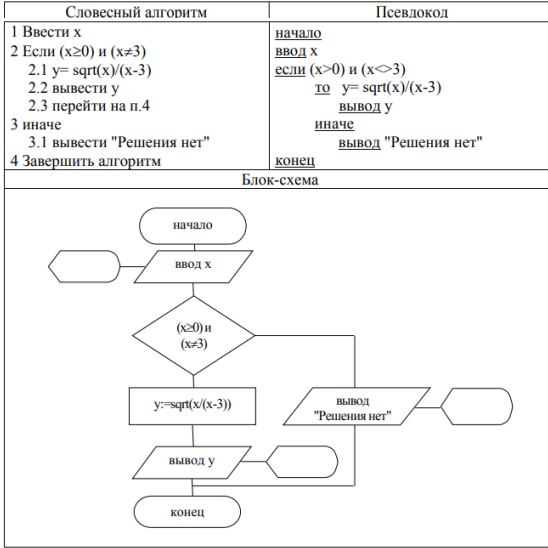 Словесный алгоритм
1 Ввести x
2 Если (x≥0) и (x≠3)
2.1 y= sqrt(x)/(x-3)
2.2 вывести y
2.3 перейти на п.4
3 иначе
3.1 вывести "Решения нет"
4 Завершить алгоритм
Псевдокод
начало
ввод x
если (x>0) и (x<>3)
то y= sqrt(x)/(x-3)
вывод y
иначе
вывод "Решения нет"
конец
Блок-схема
начало
ввод x
(x≥0) и
(x≠3)
y:=sqrt(x/(x-3))
вывод
"Решения нет"
вывод y
конец